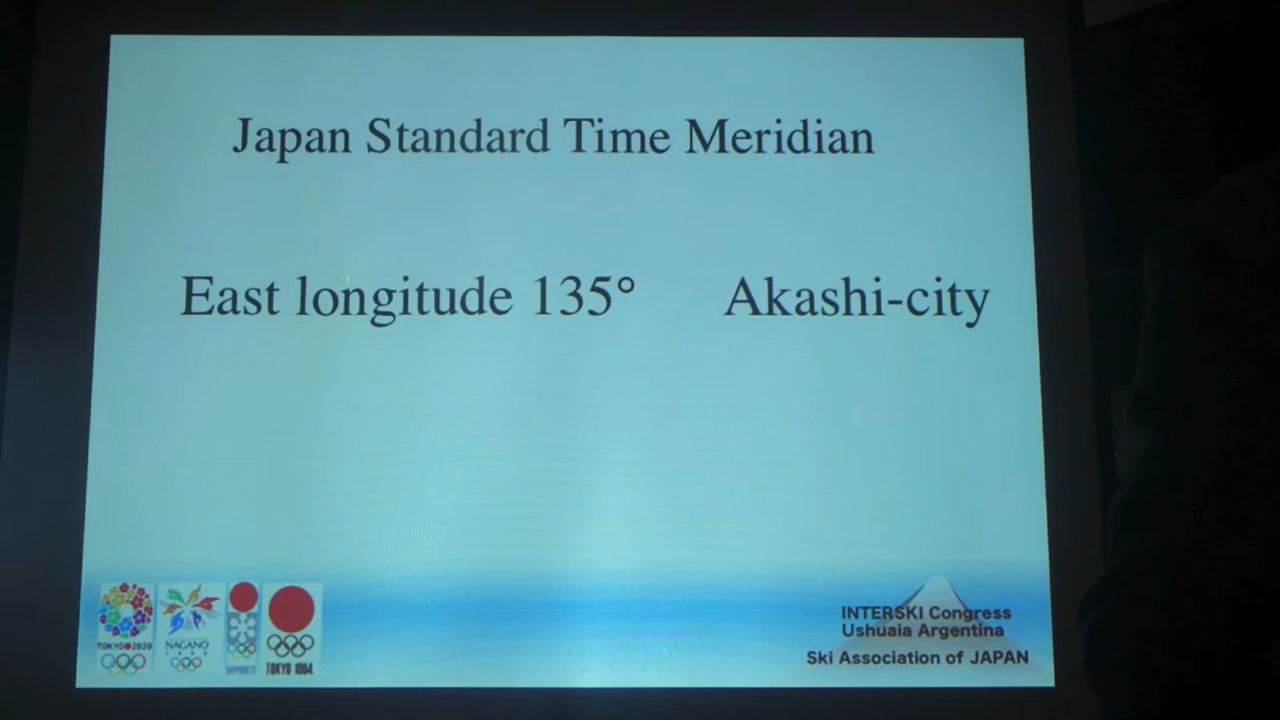 Japan Standard Time Meridian
East longitude 135° Akashi-city
TOKYO 2020
NAGANO
1998
TOKYO 1964
INTERSKI Congress
Ushuaia Argentina
Ski Association of JAPAN